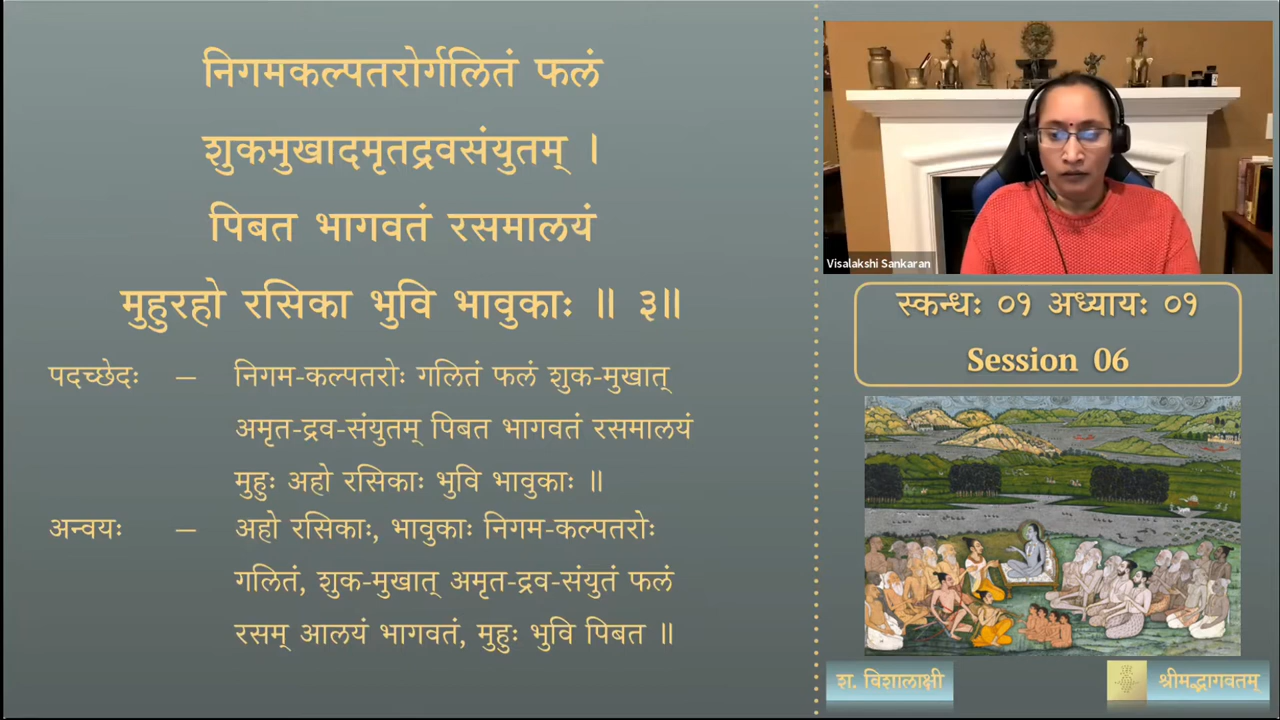 निगमकल्पतरोर्गलितं फलं
शुकमुखादमृतद्रवसंयुतम् ।
पिबत भागवतं रसमालयं
मुहुरहो रसिका भुवि भावुकाः ॥ ३॥
पदच्छेदः – निगम-कल्पतरोः गलितं फलं शुक-मुखात्
अमृत-द्रव-संयुतम् पिबत भागवतं रसमालयं
मुहुः अहो रसिकाः भुवि भावुकाः ॥
अन्वयः – अहो रसिकाः, भावुकाः निगम-कल्पतरोः
गलितं, शुक-मुखात् अमृत-द्रव-संयुतं फलं
रसम् आलयं भागवतं, मुहुः भुवि पिबत ॥
Visalakshi Sankaran
स्कन्धः ०१ अध्यायः ०१
Session 06
श. विशालाक्षी
श्रीमद्भागवतम्